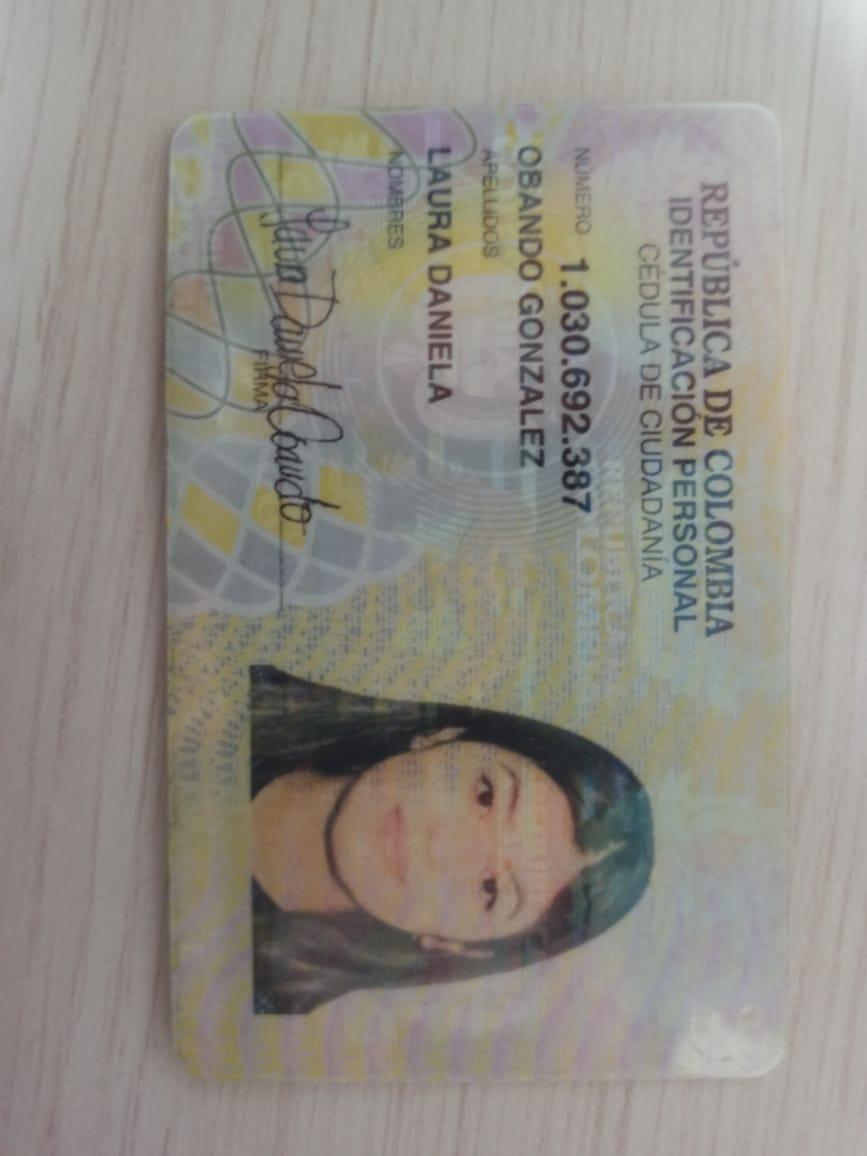 REPÚBLICA DE COLOMBIA
IDENTIFICACIÓN PERSONAL
CÉDULA DE CIUDADANÍA
NÚMERO 1.030.692.387
OBANDO GONZALEZ
APELLIDOS
LAURA DANIELA
NOMBRES
Laura Daniela Obando
FIRMA